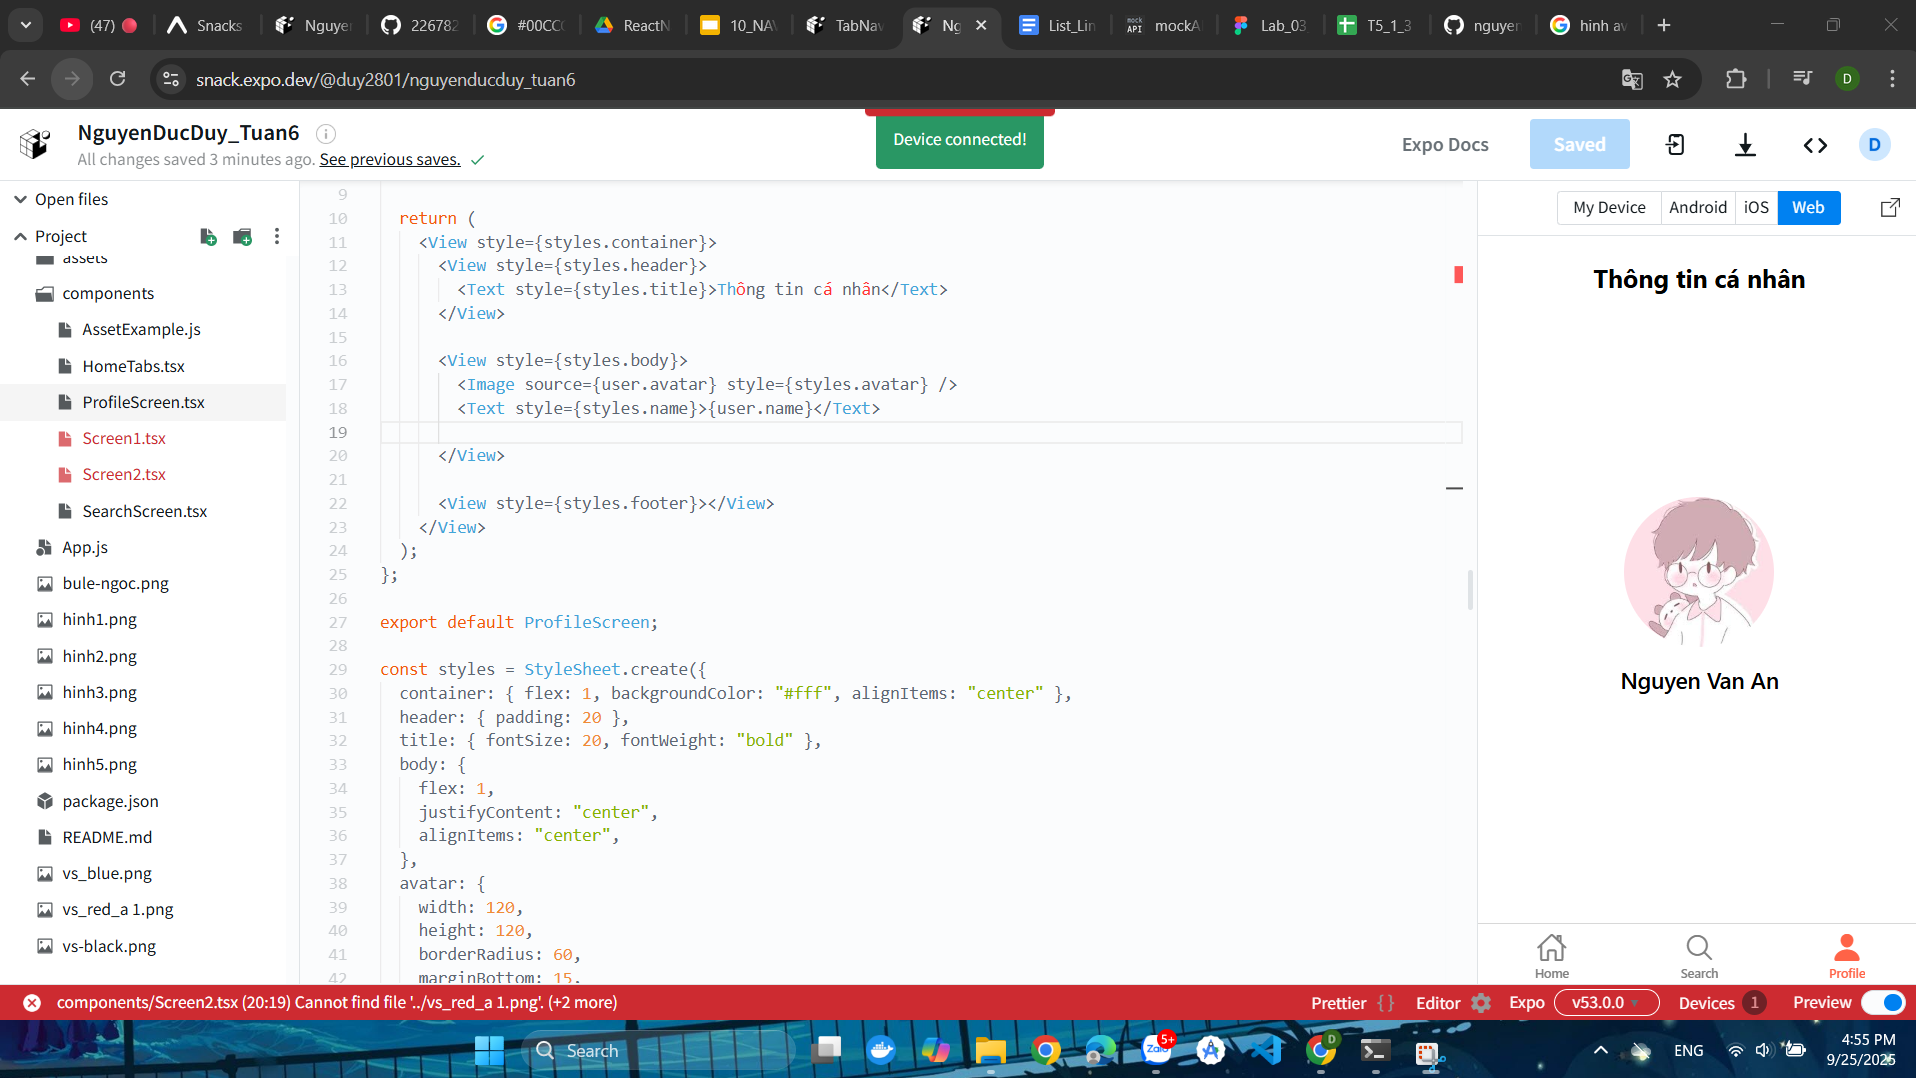 (47)
Snacks
Nguye
226782
#00CC
ReactN
10_NAV
TabNav
Ng
List_Lin
mock API
mockA
Lab_03
T5_1_3
nguyen
hinh av
snack.expo.dev/@duy2801/nguyenducduy_tuan6
D
NguyenDucDuy_Tuan6
All changes saved 3 minutes ago. See previous saves.
Device connected!
Expo Docs
Saved
D
Open files
Project
assets
components
AssetExample.js
HomeTabs.tsx
ProfileScreen.tsx
Screen1.tsx
Screen2.tsx
SearchScreen.tsx
App.js
bule-ngoc.png
hinh1.png
hinh2.png
hinh3.png
hinh4.png
hinh5.png
package.json
README.md
vs_blue.png
vs_red_a 1.png
vs-black.png
9
10 return (
11 <View style={styles.container}>
12 <View style={styles.header}>
13 <Text style={styles.title}>Thông tin cá nhân</Text>
14 </View>
15
16 <View style={styles.body}>
17 <Image source={user.avatar} style={styles.avatar} />
18 <Text style={styles.name}>{user.name}</Text>
19
20 </View>
21
22 <View style={styles.footer}></View>
23 </View>
24 );
25 };
26
27 export default ProfileScreen;
28
29 const styles = StyleSheet.create({
30 container: { flex: 1, backgroundColor: "#fff", alignItems: "center" },
31 header: { padding: 20 },
32 title: { fontSize: 20, fontWeight: "bold" },
33 body: {
34 flex: 1,
35 justifyContent: "center",
36 alignItems: "center",
37 },
38 avatar: {
39 width: 120,
40 height: 120,
41 borderRadius: 60,
42 marginBottom: 15,
My Device
Android
iOS
Web
Thông tin cá nhân
Nguyen Van An
Home
Search
Profile
components/Screen2.tsx (20:19) Cannot find file '../vs_red_a 1.png'. (+2 more)
Prettier { }
Editor
Expo
v53.0.0
Devices 1
Preview
Search
Zalo
5+
D
ENG
4:55 PM
9/25/2025